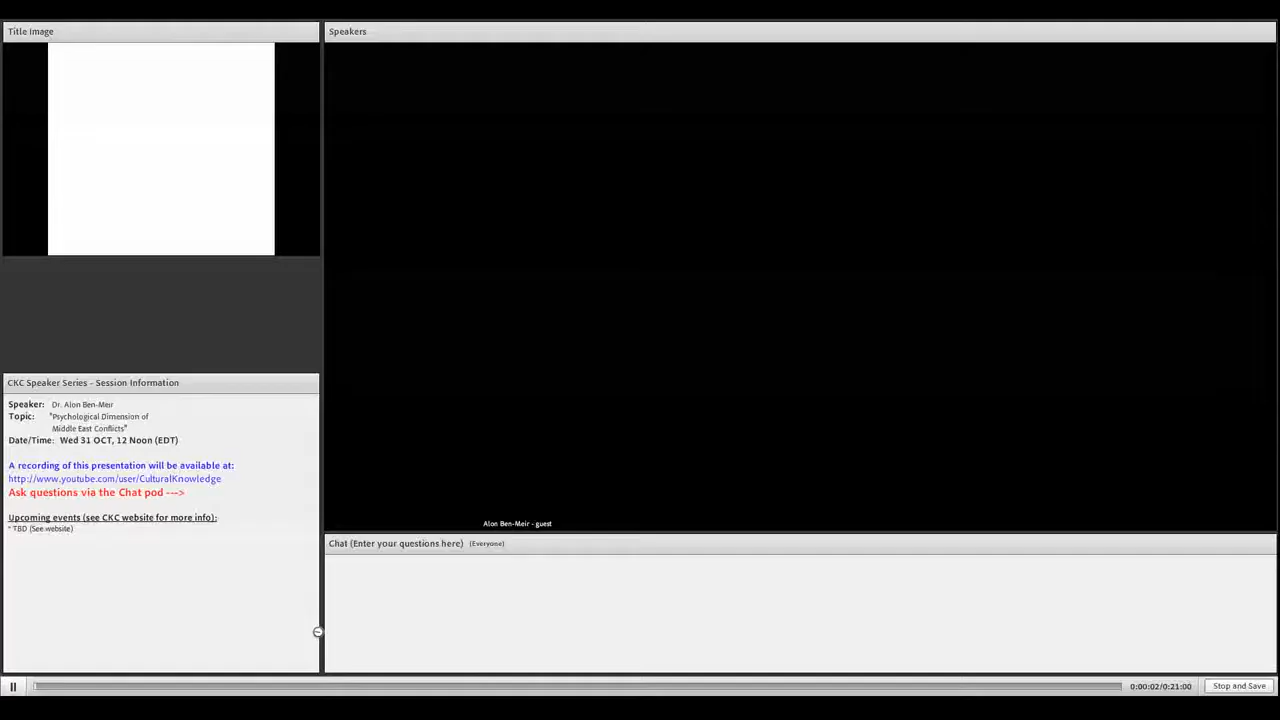 Title Image
Speakers
CKC Speaker Series - Session Information
Speaker: Dr. Alon Ben-Meir
Topic: "Psychological Dimension of
Middle East Conflicts"
Date/Time: Wed 31 OCT, 12 Noon (EDT)
A recording of this presentation will be available at:
http://www.youtube.com/user/CulturalKnowledge
Ask questions via the Chat pod --->
Upcoming events (see CKC website for more info):
* TBD (See website)
Alon Ben-Meir - guest
Chat (Enter your questions here) (Everyone)
0:00:02/0:21:00 Stop and Save